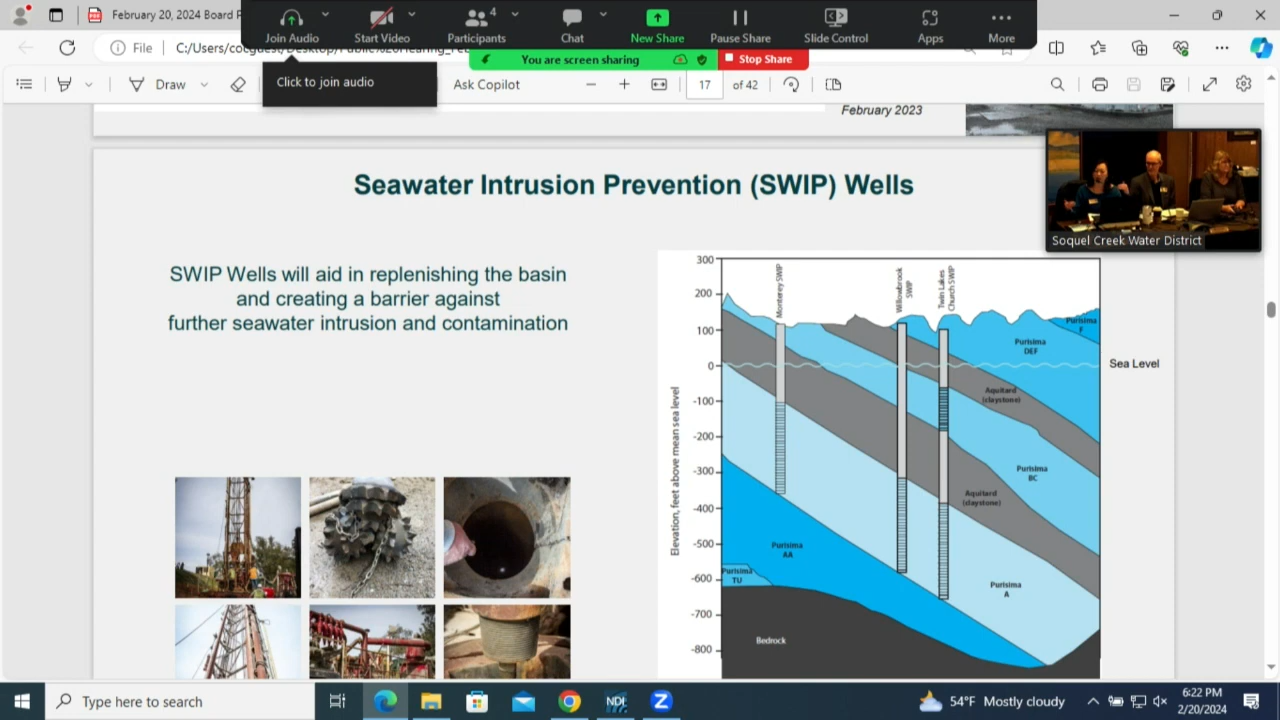 February 20, 2024 Board P
Join Audio
Start Video
4
Participants
Chat
New Share
Pause Share
Slide Control
Apps
More
File
You are screen sharing
Stop Share
Click to join audio
Draw
Ask Copilot
17
of 42
February 2023
Seawater Intrusion Prevention (SWIP) Wells
Soquel Creek Water District
SWIP Wells will aid in replenishing the basin
and creating a barrier against
further seawater intrusion and contamination
Elevation, feet above mean sea level
300
200
100
0
-100
-200
-300
-400
-500
-600
-700
-800
Monterey SWIP
Willowbrook
SWIP
Twin Lakes
Church SWIP
Purisima
F
Purisima
DEF
Sea Level
Aquitard
(claystone)
Purisima
BC
Aquitard
(claystone)
Purisima
AA
Purisima
TU
Purisima
A
Bedrock
Type here to search
NDI
54°F Mostly cloudy
6:22 PM
2/20/2024